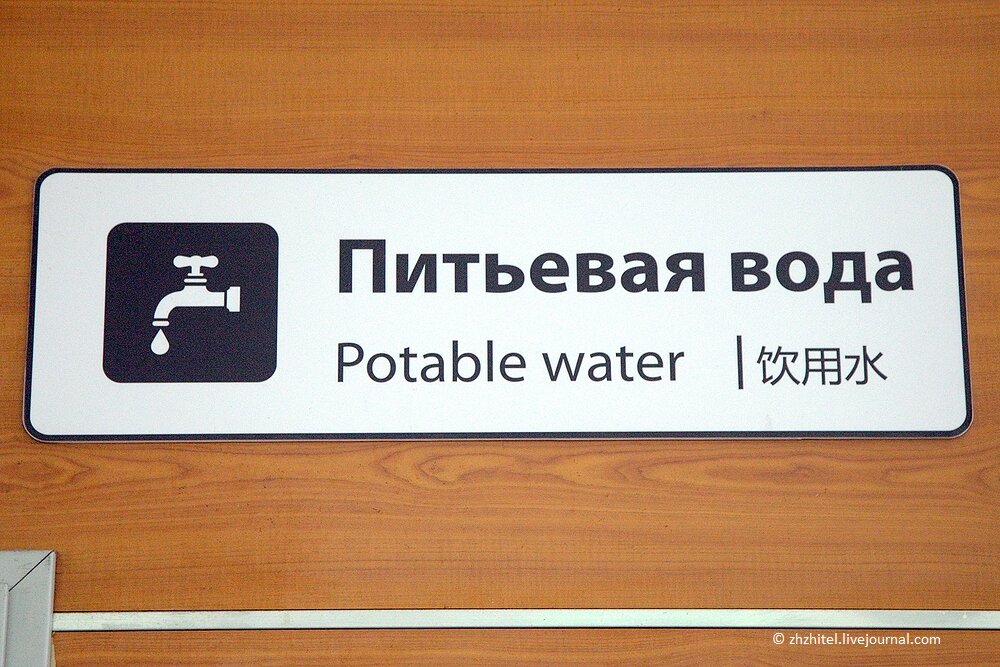 Питьевая вода
Potable water |饮用水
© zhzhitel.livejournal.com